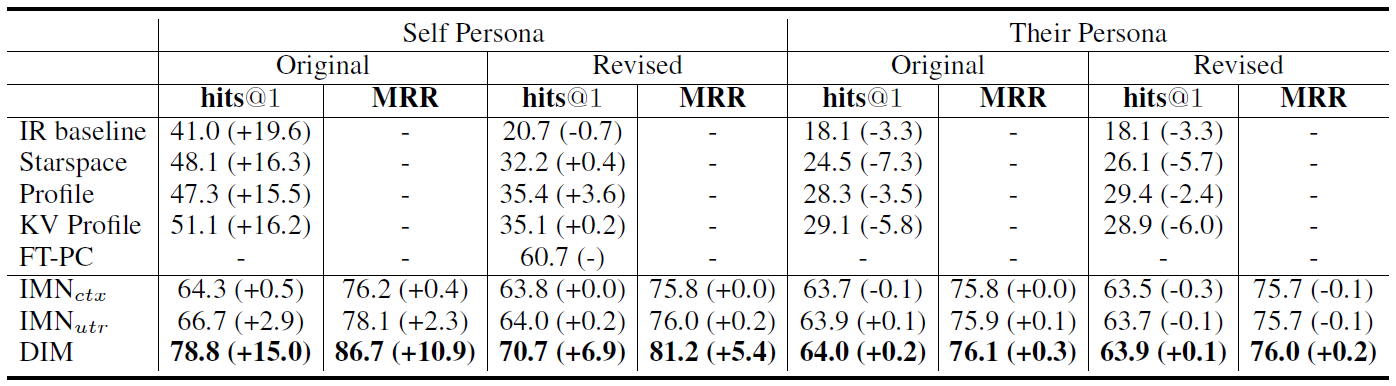 Self Persona Their Persona
Original Revised Original Revised
hits@1 MRR hits@1 MRR hits@1 MRR hits@1 MRR
IR baseline 41.0 (+19.6) - 20.7 (-0.7) - 18.1 (-3.3) - 18.1 (-3.3) -
Starspace 48.1 (+16.3) - 32.2 (+0.4) - 24.5 (-7.3) - 26.1 (-5.7) -
Profile 47.3 (+15.5) - 35.4 (+3.6) - 28.3 (-3.5) - 29.4 (-2.4) -
KV Profile 51.1 (+16.2) - 35.1 (+0.2) - 29.1 (-5.8) - 28.9 (-6.0) -
FT-PC - - 60.7 (-) - - - - -
IMN_ctx 64.3 (+0.5) 76.2 (+0.4) 63.8 (+0.0) 75.8 (+0.0) 63.7 (-0.1) 75.8 (+0.0) 63.5 (-0.3) 75.7 (-0.1)
IMN_utr 66.7 (+2.9) 78.1 (+2.3) 64.0 (+0.2) 76.0 (+0.2) 63.9 (+0.1) 75.9 (+0.1) 63.7 (-0.1) 75.7 (-0.1)
DIM 78.8 (+15.0) 86.7 (+10.9) 70.7 (+6.9) 81.2 (+5.4) 64.0 (+0.2) 76.1 (+0.3) 63.9 (+0.1) 76.0 (+0.2)